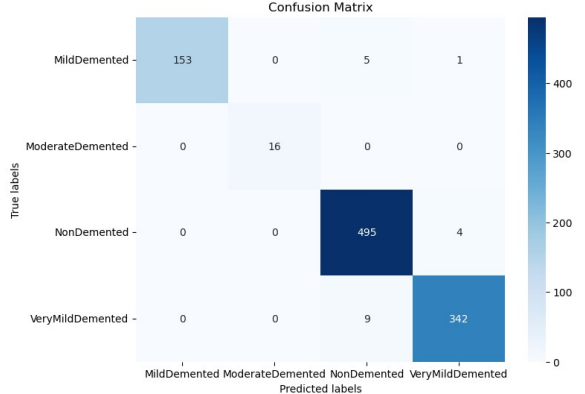 Confusion Matrix
MildDemented 153 0 5 1
ModerateDemented 0 16 0 0
NonDemented 0 0 495 4
VeryMildDemented 0 0 9 342
MildDemented ModerateDemented NonDemented VeryMildDemented
Predicted labels
True labels
400
300
200
100
0